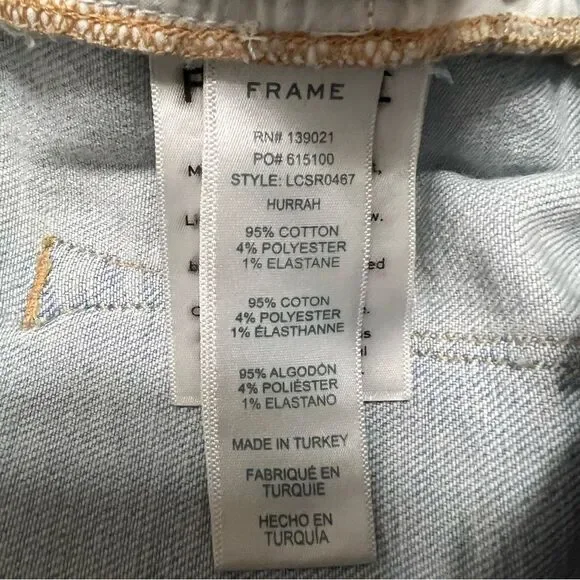 FRAME
RN# 139021
PO# 615100
STYLE: LCSR0467
HURRAH
95% COTTON
4% POLYESTER
1% ELASTANE
95% COTON
4% POLYESTER
1% ÉLASTHANNE
95% ALGODÓN
4% POLIÉSTER
1% ELASTANO
MADE IN TURKEY
FABRIQUÉ EN
TURQUIE
HECHO EN
TURQUÍA